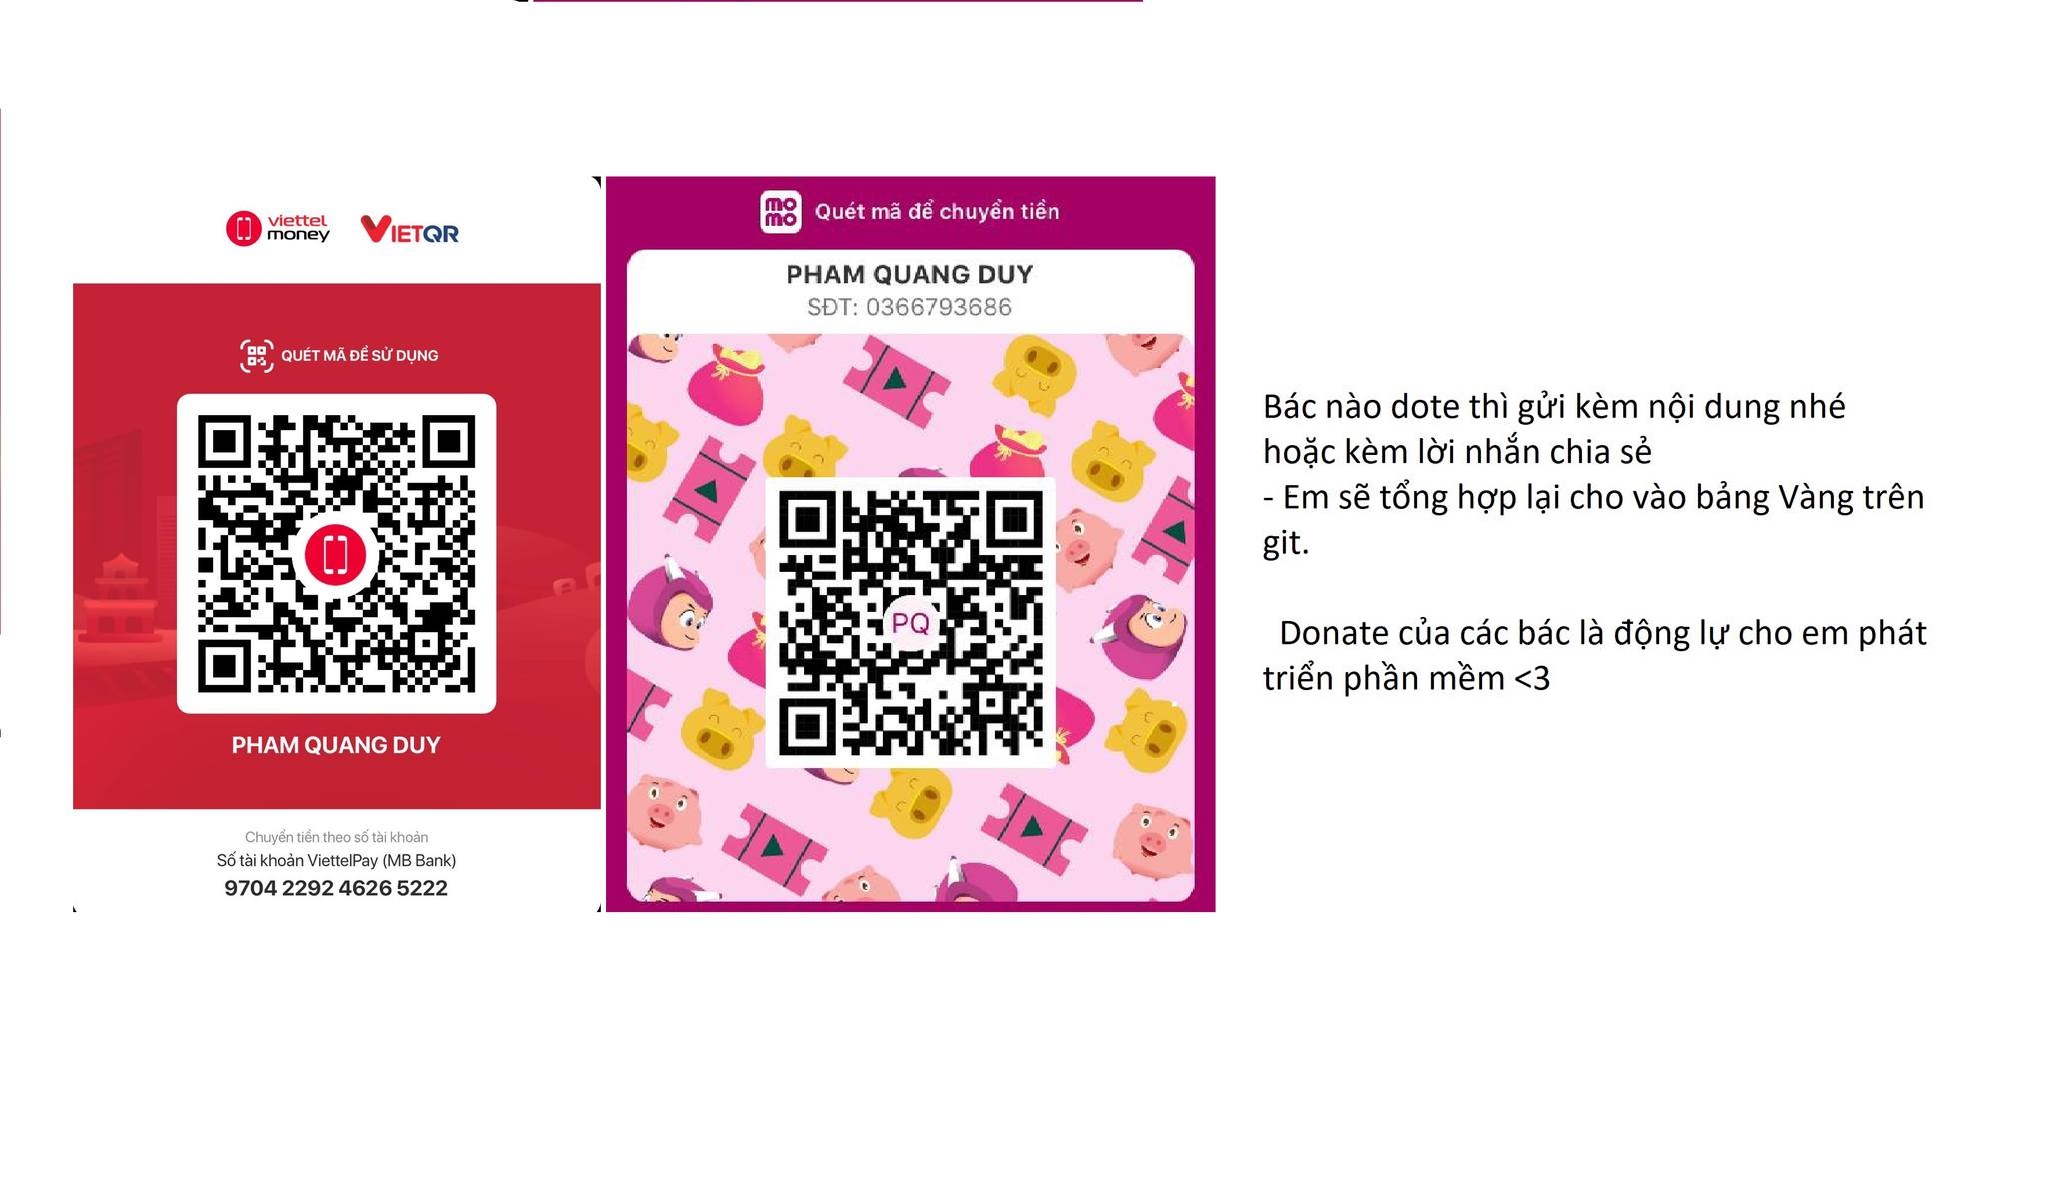 viettel
money
VIETQR
QUÉT MÃ ĐỂ SỬ DỤNG
PHAM QUANG DUY
Chuyển tiền theo số tài khoản
Số tài khoản ViettelPay (MB Bank)
9704 2292 4626 5222
mo
mo
Quét mã để chuyển tiền
PHAM QUANG DUY
SĐT: 0366793686
PQ
Bác nào dote thì gửi kèm nội dung nhé
hoặc kèm lời nhắn chia sẻ
- Em sẽ tổng hợp lại cho vào bảng Vàng trên
git.
Donate của các bác là động lự cho em phát
triển phần mềm <3